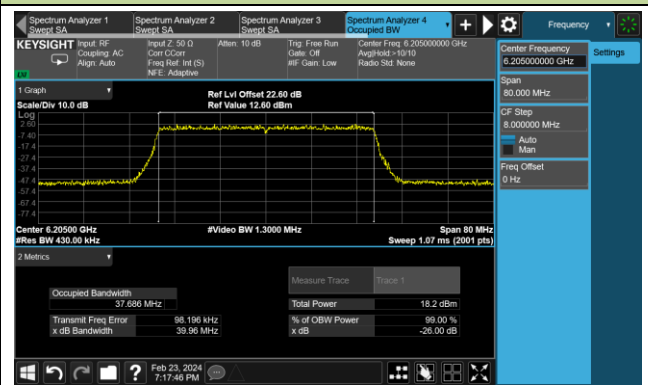 Spectrum Analyzer 1
Swept SA
Spectrum Analyzer 2
Swept SA
Spectrum Analyzer 3
Swept SA
Spectrum Analyzer 4
Occupied BW
Frequency
KEYSIGHT
Input: RF
Coupling: AC
Align: Auto
Input Z: 50 Ω
Corr CCorr
Freq Ref: Int (S)
NFE: Adaptive
Atten: 10 dB
Trig: Free Run
Gate: Off
#IF Gain: Low
Center Freq: 6.205000000 GHz
Avg|Hold:>10/10
Radio Std: None
Center Frequency
6.205000000 GHz
Settings
Span
80.000 MHz
CF Step
8.000000 MHz
Auto
Man
Freq Offset
0 Hz
1 Graph
Scale/Div 10.0 dB
Ref Lvl Offset 22.60 dB
Ref Value 12.60 dBm
Log
2.60
-7.40
-17.4
-27.4
-37.4
-47.4
-57.4
-67.4
-77.4
Center 6.20500 GHz
#Video BW 1.3000 MHz
Span 80 MHz
#Res BW 430.00 kHz
Sweep 1.07 ms (2001 pts)
2 Metrics
Measure Trace
Trace 1
Occupied Bandwidth
37.686 MHz
Total Power
18.2 dBm
Transmit Freq Error
98.196 kHz
% of OBW Power
99.00 %
x dB Bandwidth
39.96 MHz
x dB
-26.00 dB
Feb 23, 2024
7:17:46 PM